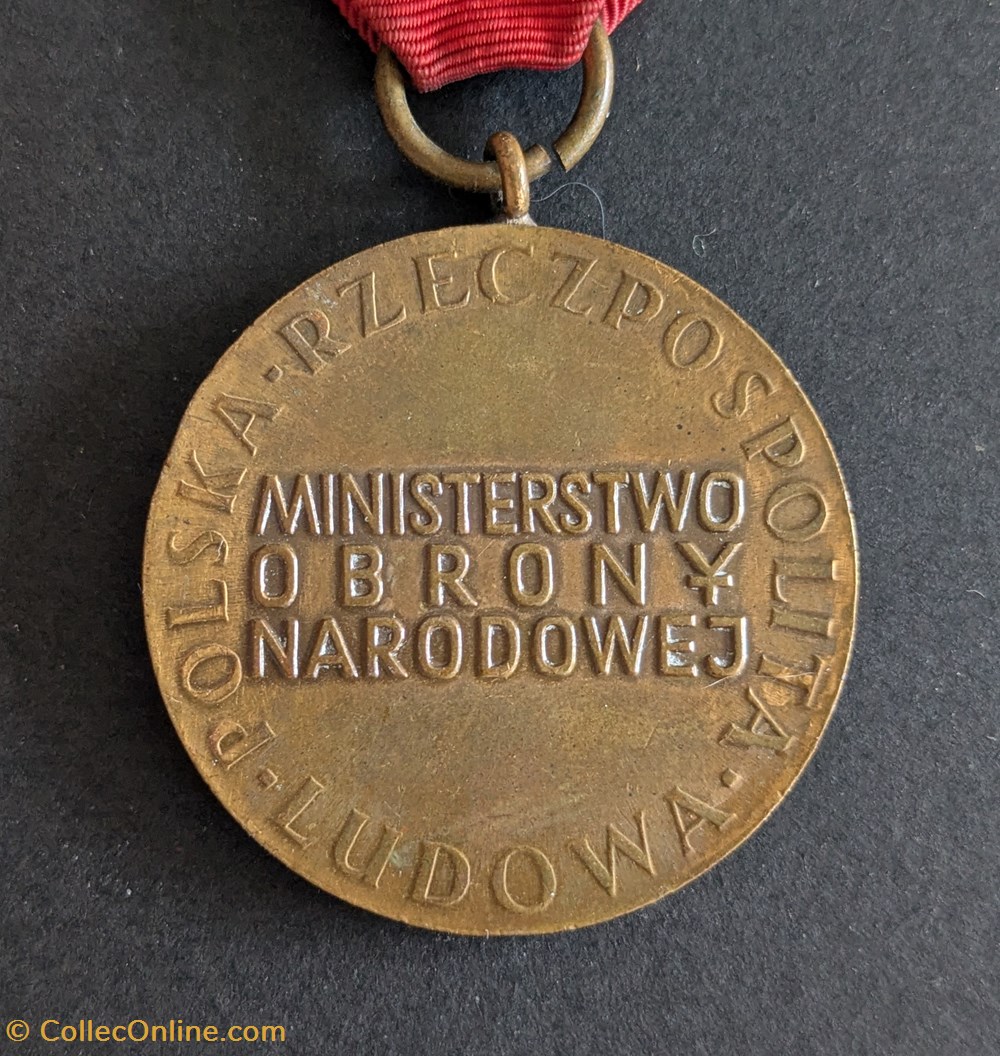 POLSKA · RZECZPOSPOLITA · LUDOWA ·
MINISTERSTWO
OBRONY
NARODOWEJ
© CollecOnline.com